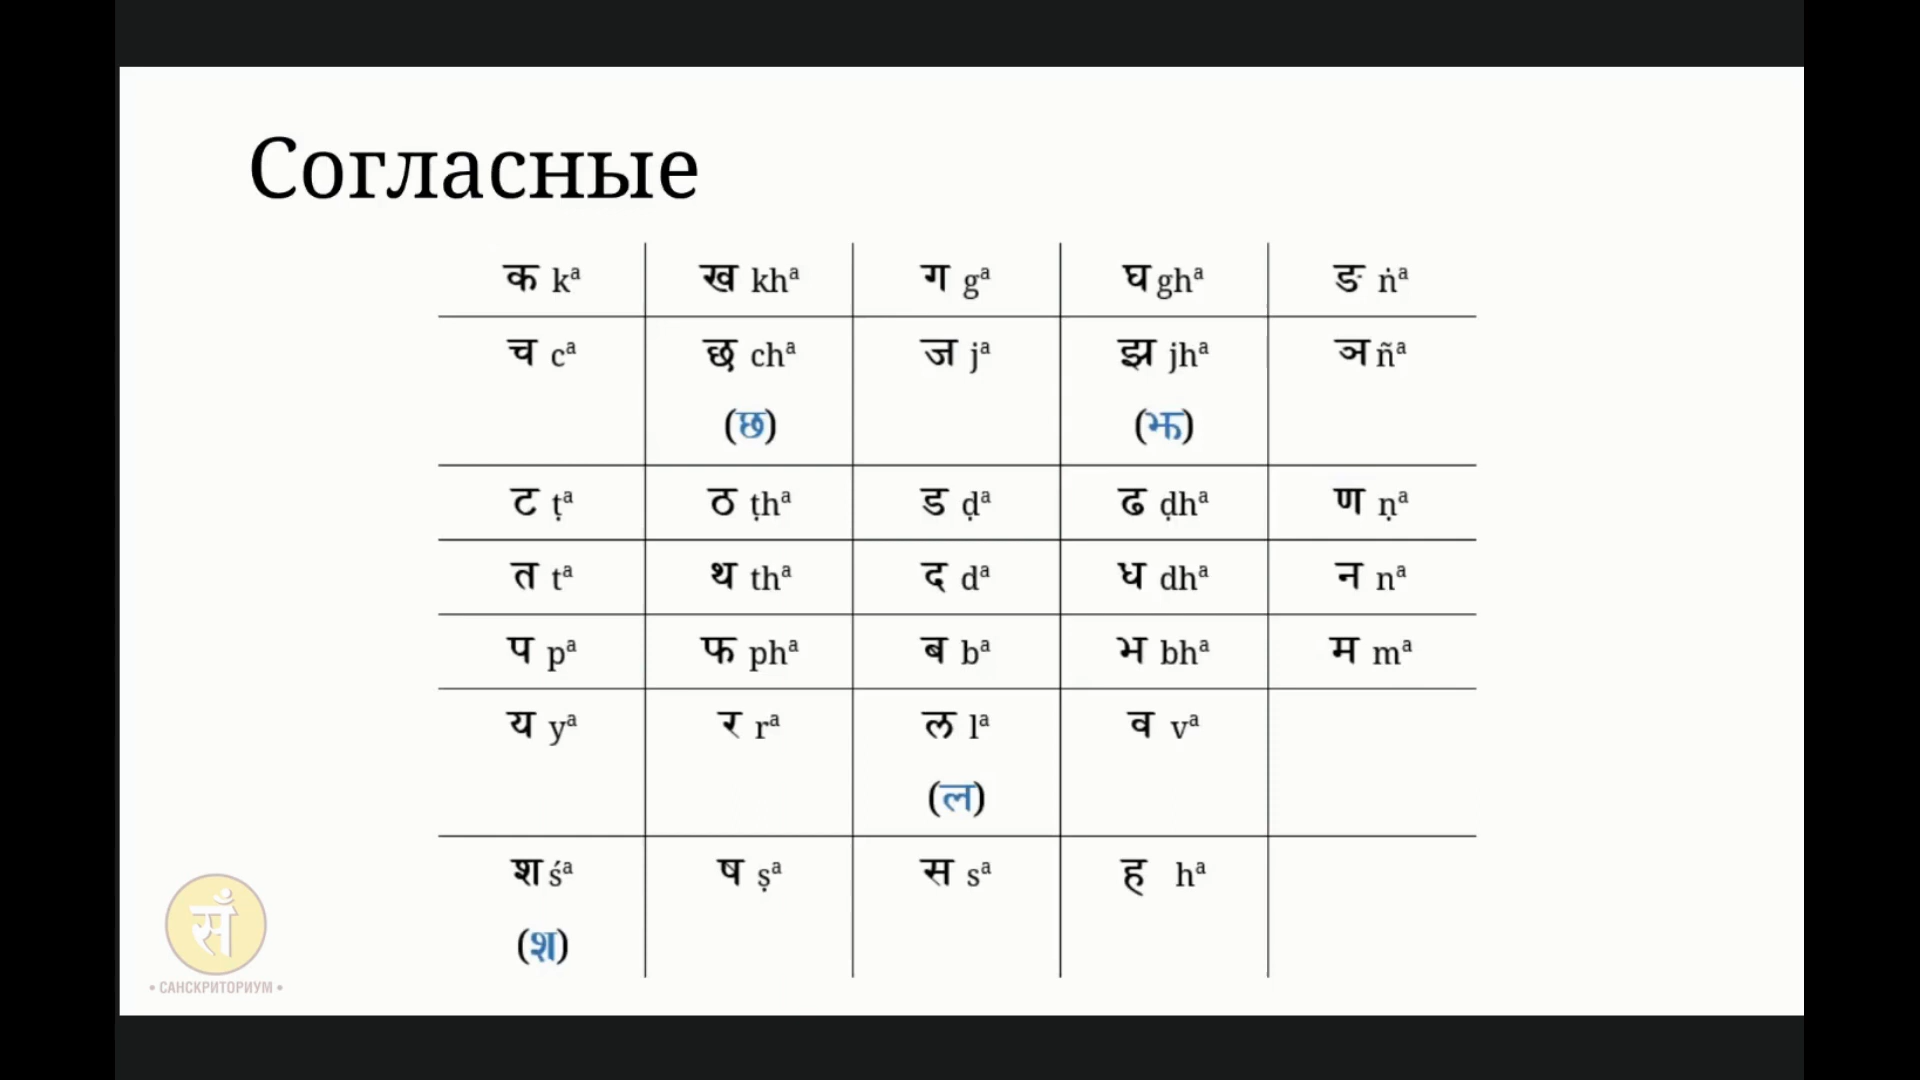 Согласные
क kᵃ ख khᵃ ग gᵃ घ ghᵃ ङ ṅᵃ
च cᵃ छ chᵃ ज jᵃ झ jhᵃ ञ ñᵃ
(छ) (झ)
ट ṭᵃ ठ ṭhᵃ ड ḍᵃ ढ ḍhᵃ ण ṇᵃ
त tᵃ थ thᵃ द dᵃ ध dhᵃ न nᵃ
प pᵃ फ phᵃ ब bᵃ भ bhᵃ म mᵃ
य yᵃ र rᵃ ल lᵃ व vᵃ
(ल)
श śᵃ ष ṣᵃ स sᵃ ह hᵃ
(श)
सँ
• САНСКРИТОРИУМ •